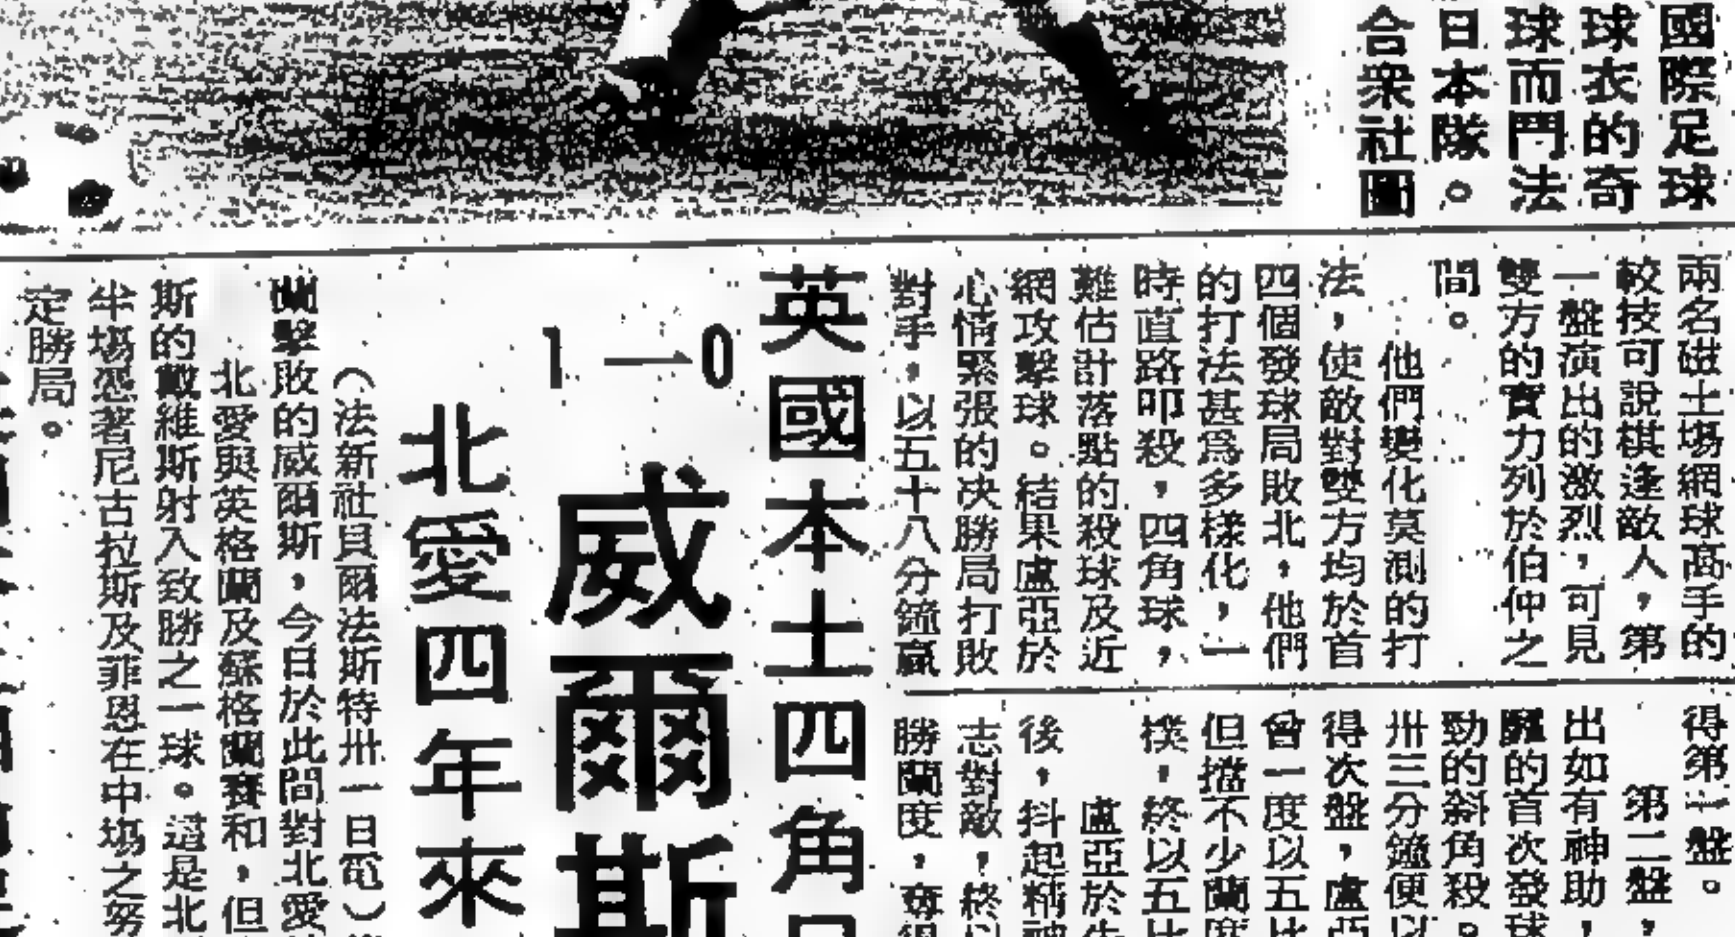 國際足球
球衣的奇
球而鬥法
日本隊。
合衆社圖
兩名磁土塲網球高手的
較技可說棋逢敵人，第
一盤演出的激烈，可見
雙方的實力列於伯仲之
間。
他們變化莫測的打
法，使敵對雙方均於首
四個發球局敗北，他們
的打法甚爲多樣化，一
時直路叩殺，四角球，
難估計落點的殺球及近
網攻擊球。結果盧亞於
心情緊張的决勝局打敗
對手，以五十八分鐘贏
得第一盤。
第二盤，
出如有神助，
的首次發球
勁的斜角殺。
卅三分鐘便以
得次盤，盧亞
曾一度以五比
但擋不少蘭度
撲，終以五比
盧亞於失
後，抖起精神
志對敵，終以
勝蘭度，奪得
英國本土四角
1—0
威爾斯
北愛四年來
（法新社貝爾法斯特卅一日電）
蘭擊敗的威爾斯，今日於此間對北愛
北愛與英格蘭及蘇格蘭賽和，但
斯的戴維斯射入致勝之一球。這是北
半塲憑著尼古拉斯及菲恩在中塲之努
定勝局。